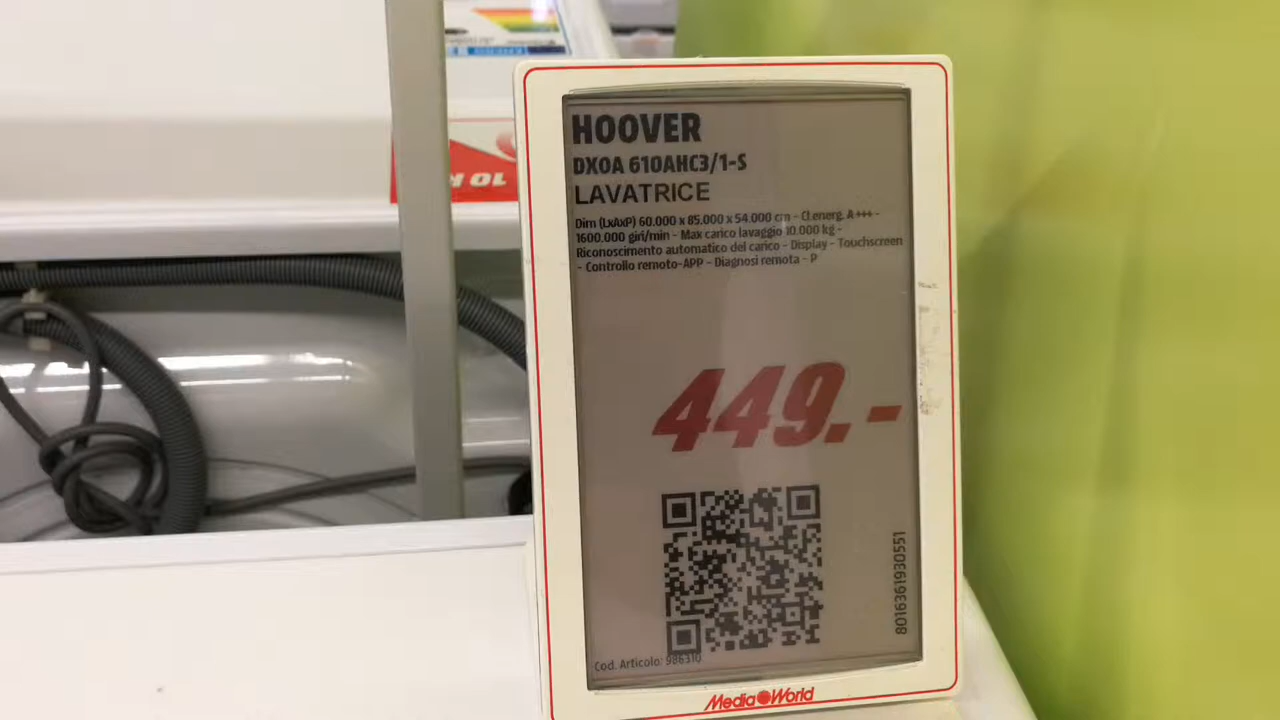 HOOVER
DXOA 610AHC3/1-S
LAVATRICE
Dim (LxAxP) 60.000 x 85.000 x 54.000 cm - Cl.energ. A +++ -
1600.000 giri/min - Max carico lavaggio 10.000 kg -
Riconoscimento automatico del carico - Display - Touchscreen
- Controllo remoto-APP - Diagnosi remota - P
449.-
8016361930551
Cod. Articolo: 986310
MediaWorld